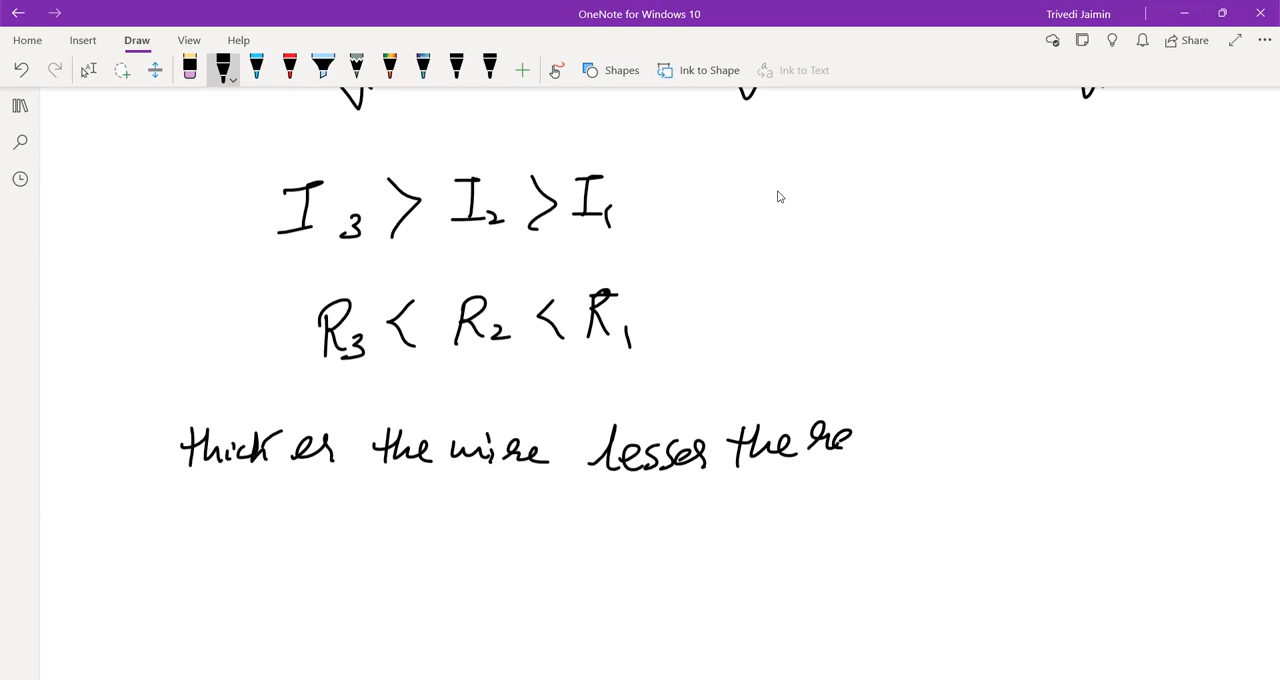 OneNote for Windows 10
Trivedi Jaimin
Home Insert Draw View Help
Share
Shapes Ink to Shape Ink to Text
V V V
I3 > I2 > I1
R3 < R2 < R1
thicker the wire lesser the re